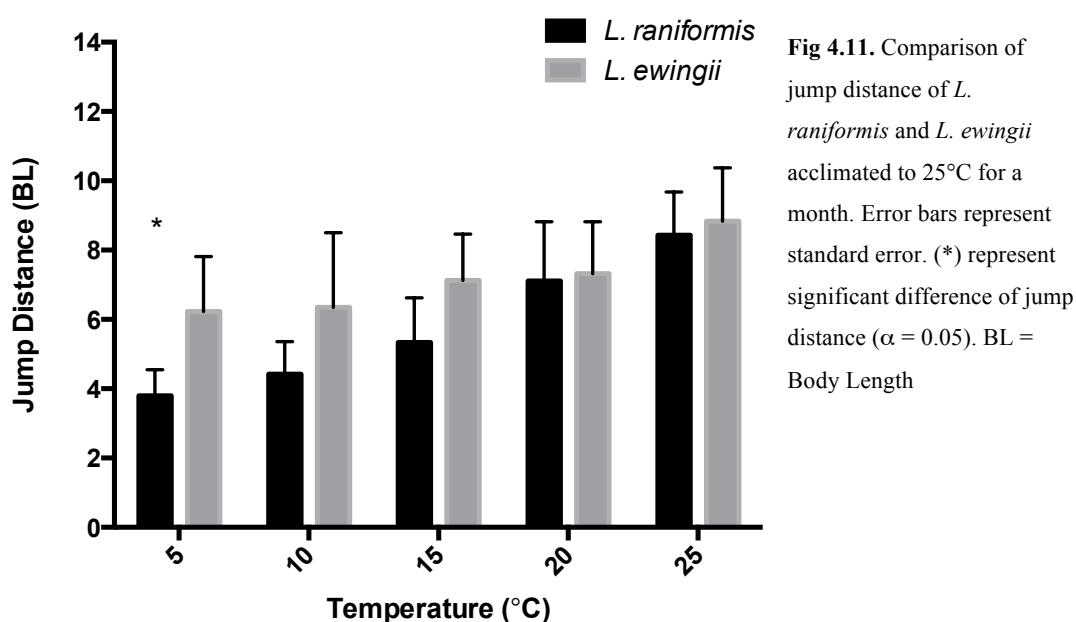 L. raniformis
L. ewingii
14
12
10
8
6
4
2
0
Jump Distance (BL)
*
5
10
15
20
25
Temperature (°C)
Fig 4.11. Comparison of
jump distance of L.
raniformis and L. ewingii
acclimated to 25°C for a
month. Error bars represent
standard error. (*) represent
significant difference of jump
distance (α = 0.05). BL =
Body Length